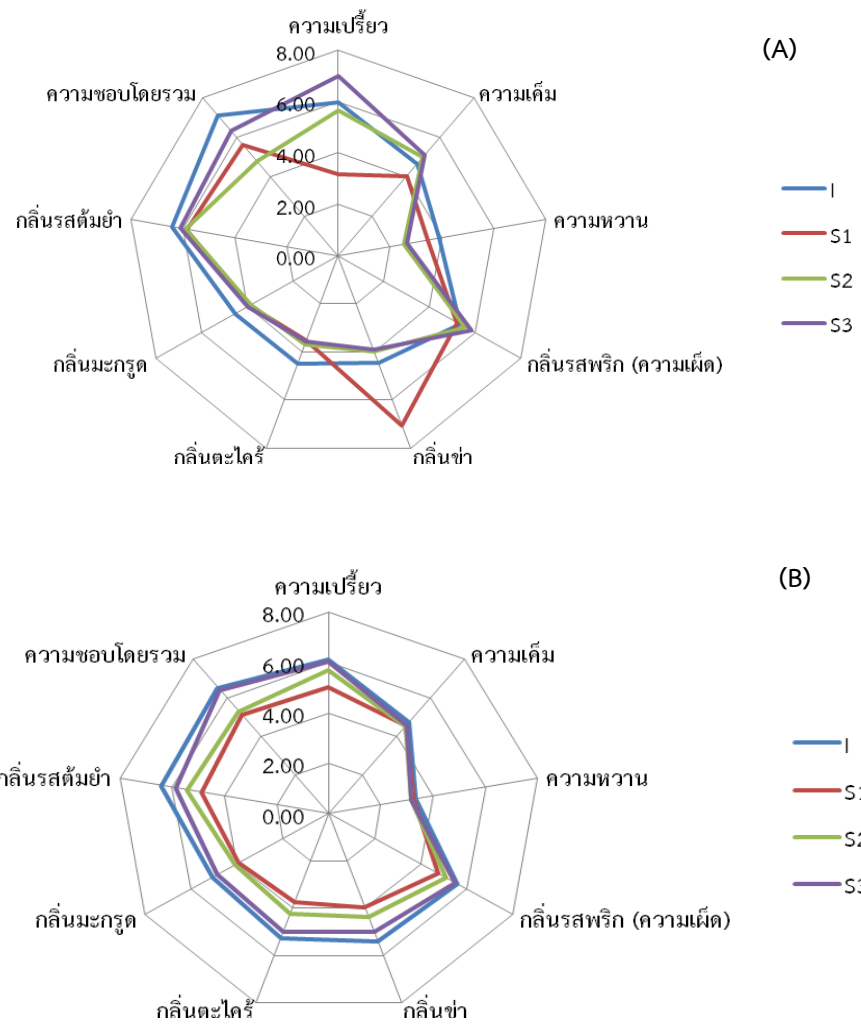 ความเปรี้ยว
(A)
8.00
ความชอบโดยรวม
ความเค็ม
6.00
4.00
I
กลิ่นรสต้มยำ
2.00
ความหวาน
S1
0.00
S2
S3
กลิ่นมะกรูด
กลิ่นรสพริก (ความเผ็ด)
กลิ่นตะไคร้
กลิ่นข่า
(B)
ความเปรี้ยว
8.00
ความชอบโดยรวม
ความเค็ม
6.00
4.00
I
กลิ่นรสต้มยำ
2.00
ความหวาน
S1
0.00
S2
S3
กลิ่นมะกรูด
กลิ่นรสพริก (ความเผ็ด)
กลิ่นตะไคร้
กลิ่นข่า